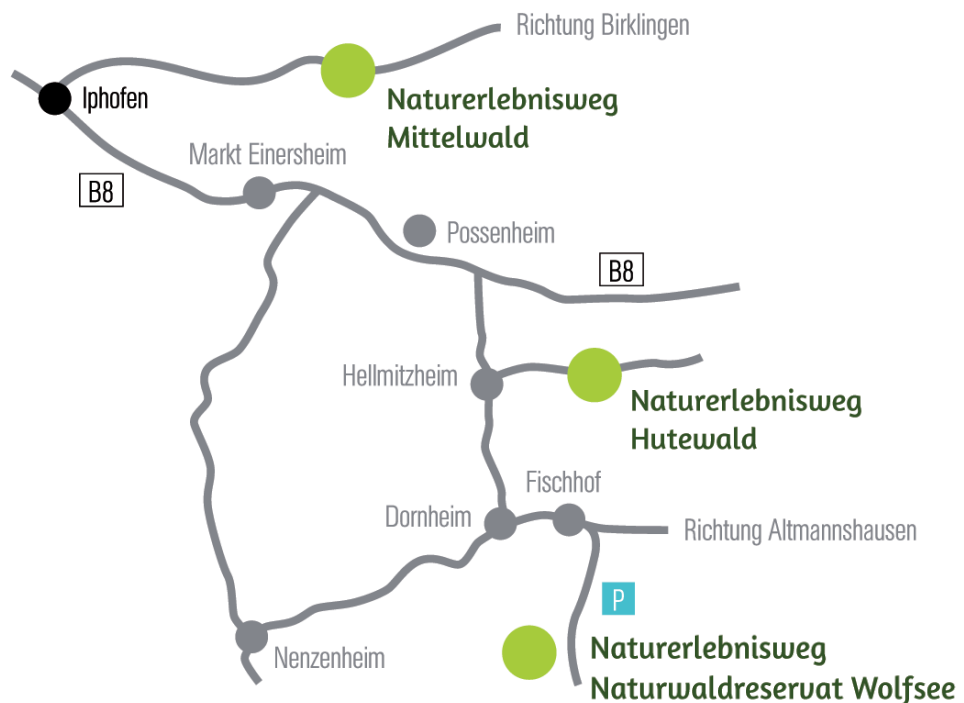 Richtung Birklingen
Iphofen
Naturerlebnisweg
Mittelwald
Markt Einersheim
B8
Possenheim
B8
Hellmitzheim
Naturerlebnisweg
Hutewald
Fischhof
Dornheim
Richtung Altmannshausen
P
Naturerlebnisweg
Nenzenheim
Naturwaldreservat Wolfsee